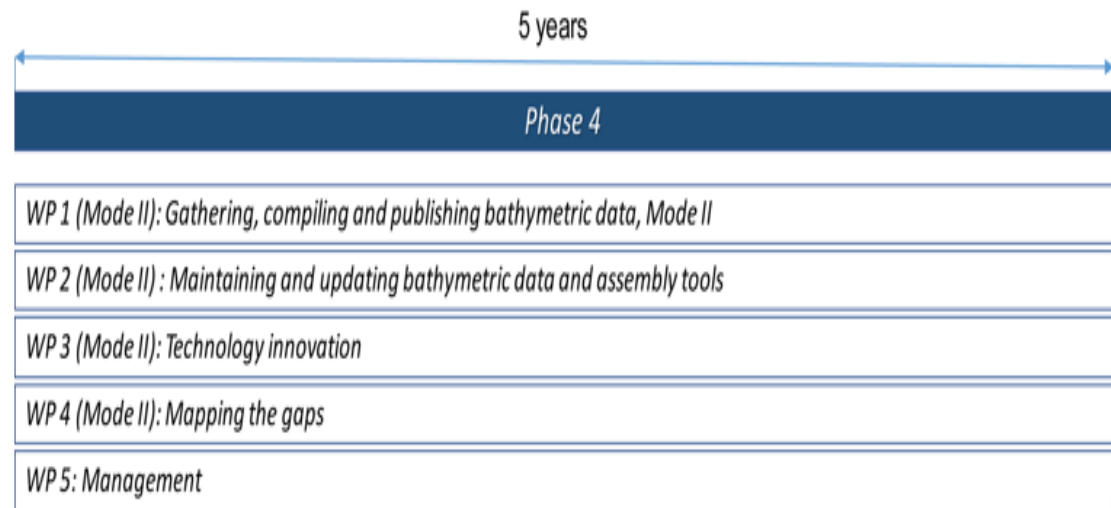 5 years
Phase 4
WP 1 (Mode II): Gathering, compiling and publishing bathymetric data, Mode II
WP 2 (Mode II) : Maintaining and updating bathymetric data and assembly tools
WP 3 (Mode II): Technology innovation
WP 4 (Mode II): Mapping the gaps
WP 5: Management